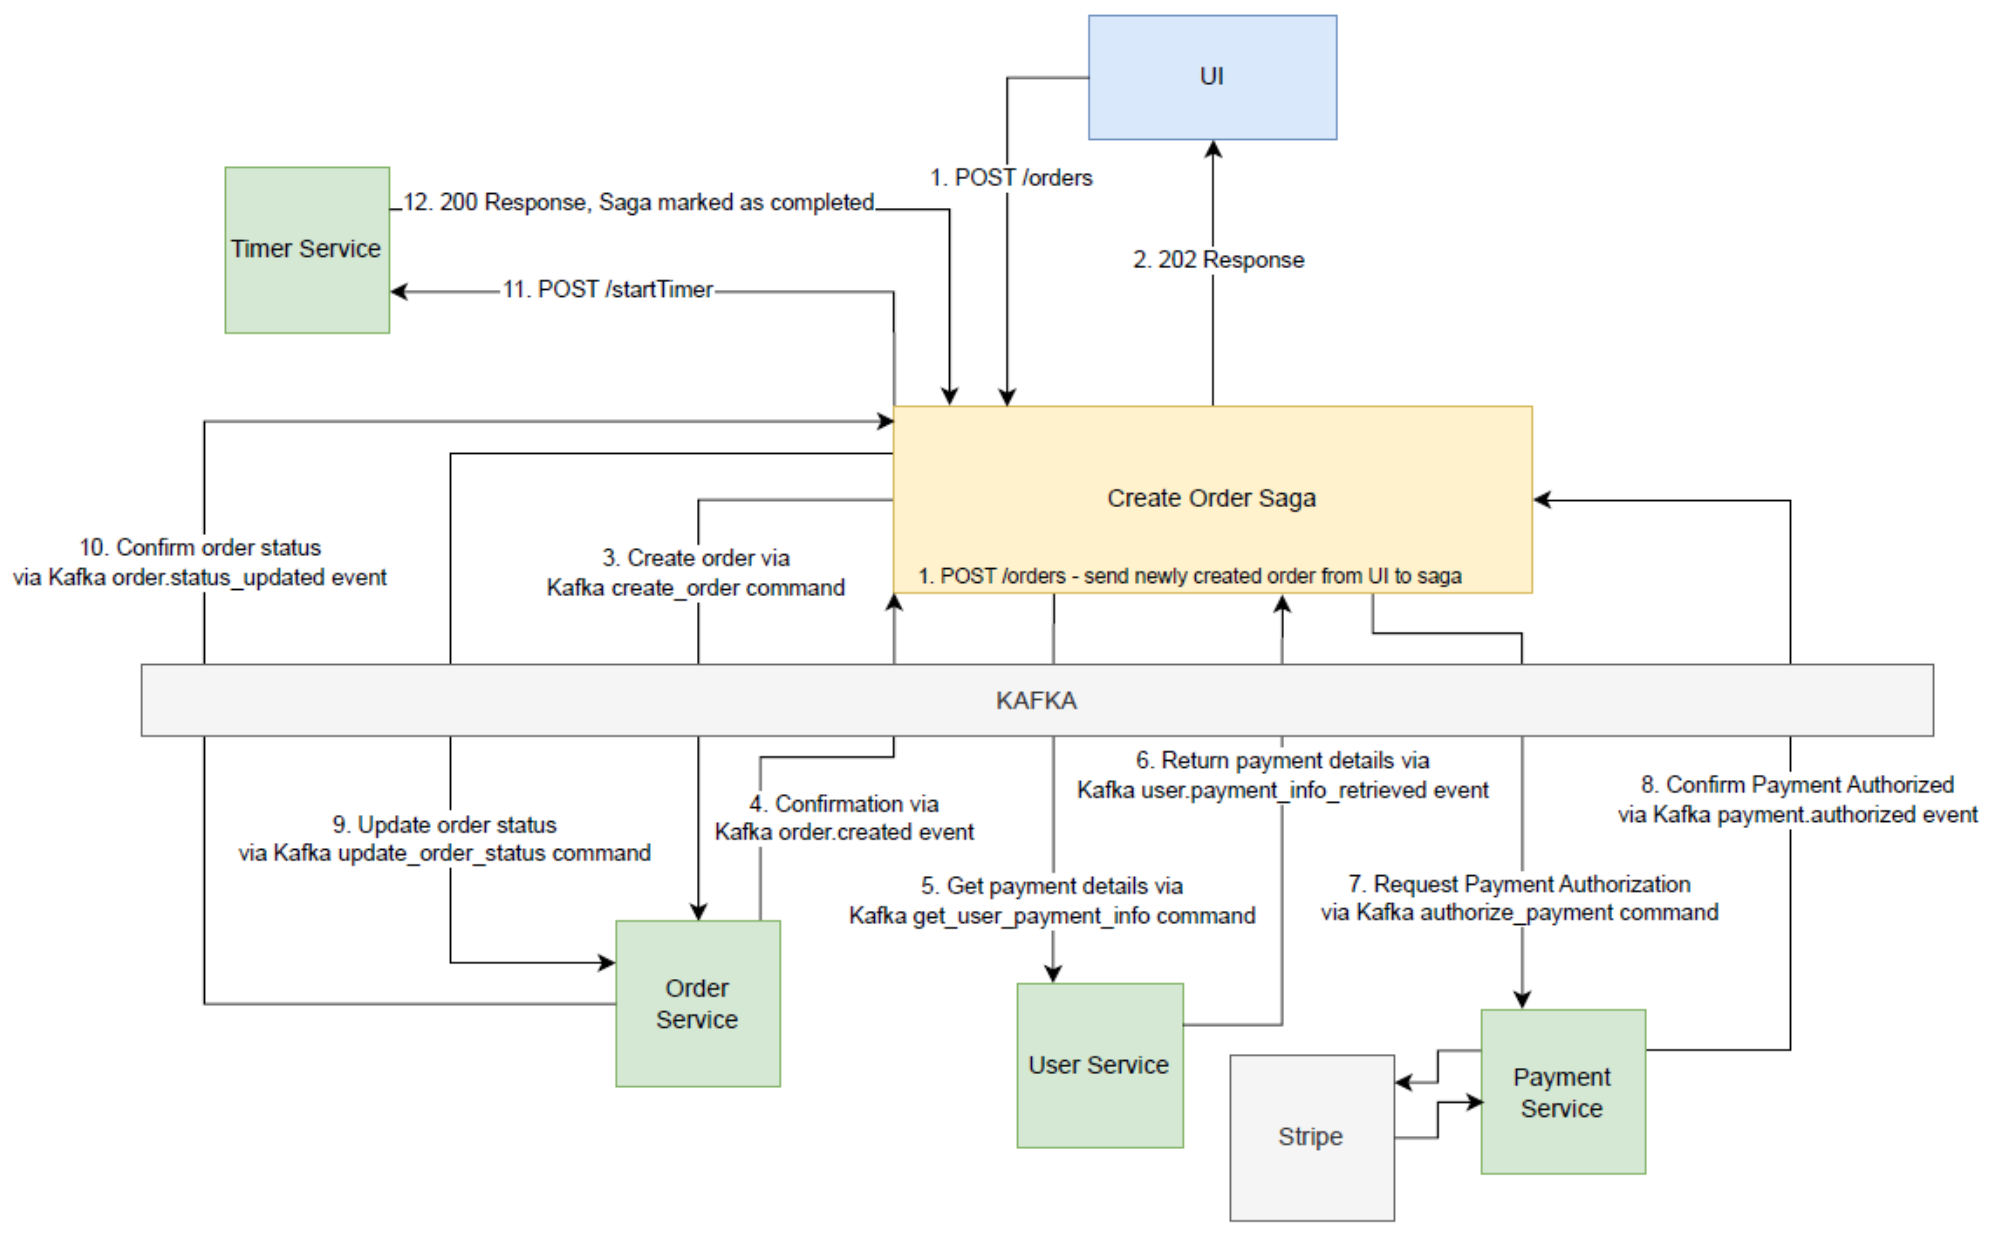 UI
1. POST /orders
12. 200 Response, Saga marked as completed
Timer Service
2. 202 Response
11. POST /startTimer
Create Order Saga
10. Confirm order status
via Kafka order.status_updated event
3. Create order via
Kafka create_order command
1. POST /orders - send newly created order from UI to saga
KAFKA
6. Return payment details via
Kafka user.payment_info_retrieved event
8. Confirm Payment Authorized
via Kafka payment.authorized event
4. Confirmation via
Kafka order.created event
9. Update order status
via Kafka update_order_status command
5. Get payment details via
Kafka get_user_payment_info command
7. Request Payment Authorization
via Kafka authorize_payment command
Order
Service
User Service
Payment
Service
Stripe